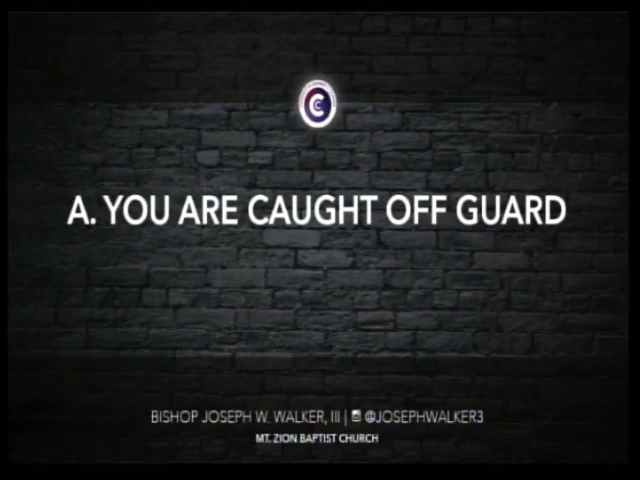 A. YOU ARE CAUGHT OFF GUARD
BISHOP JOSEPH W. WALKER, III | @JOSEPHWALKER3
MT. ZION BAPTIST CHURCH